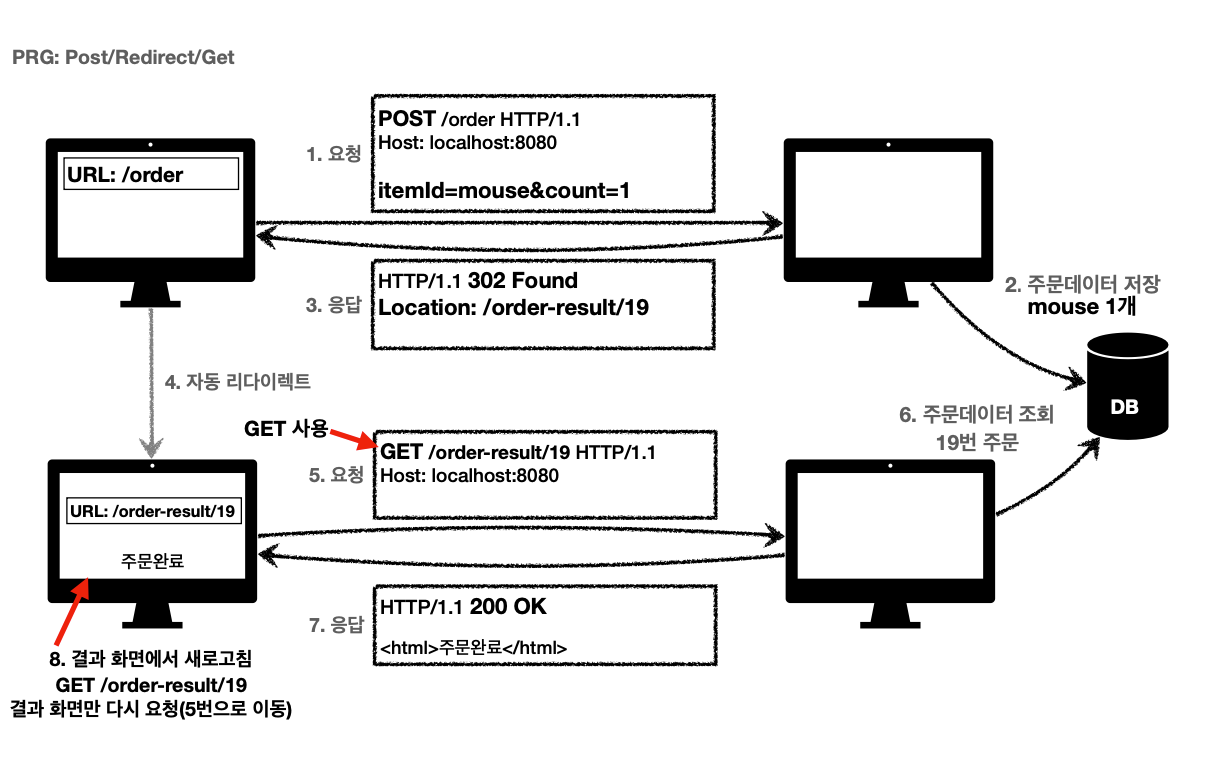 PRG: Post/Redirect/Get
URL: /order
1. 요청
POST /order HTTP/1.1
Host: localhost:8080
itemId=mouse&count=1
2. 주문데이터 저장
mouse 1개
3. 응답
HTTP/1.1 302 Found
Location: /order-result/19
4. 자동 리다이렉트
DB
GET 사용
5. 요청
GET /order-result/19 HTTP/1.1
Host: localhost:8080
6. 주문데이터 조회
19번 주문
URL: /order-result/19
주문완료
7. 응답
HTTP/1.1 200 OK
<html>주문완료</html>
8. 결과 화면에서 새로고침
GET /order-result/19
결과 화면만 다시 요청(5번으로 이동)